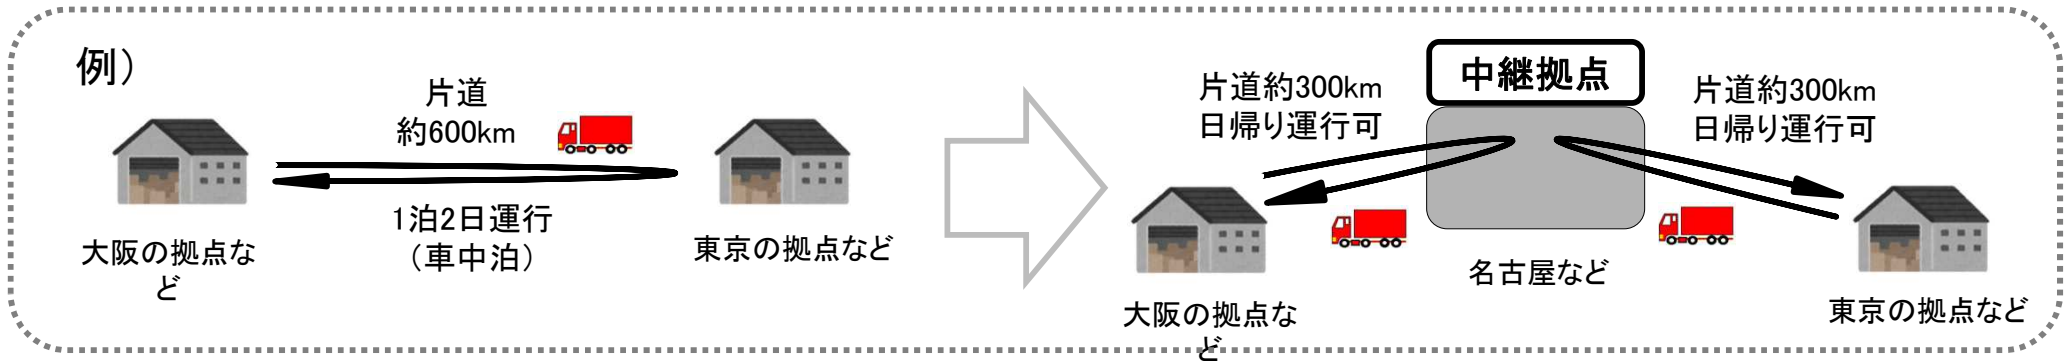 例）
片道
約600km
1泊2日運行
（車中泊）
大阪の拠点な
ど
東京の拠点など
片道約300km
日帰り運行可
中継拠点
片道約300km
日帰り運行可
名古屋など
大阪の拠点な
ど
東京の拠点など